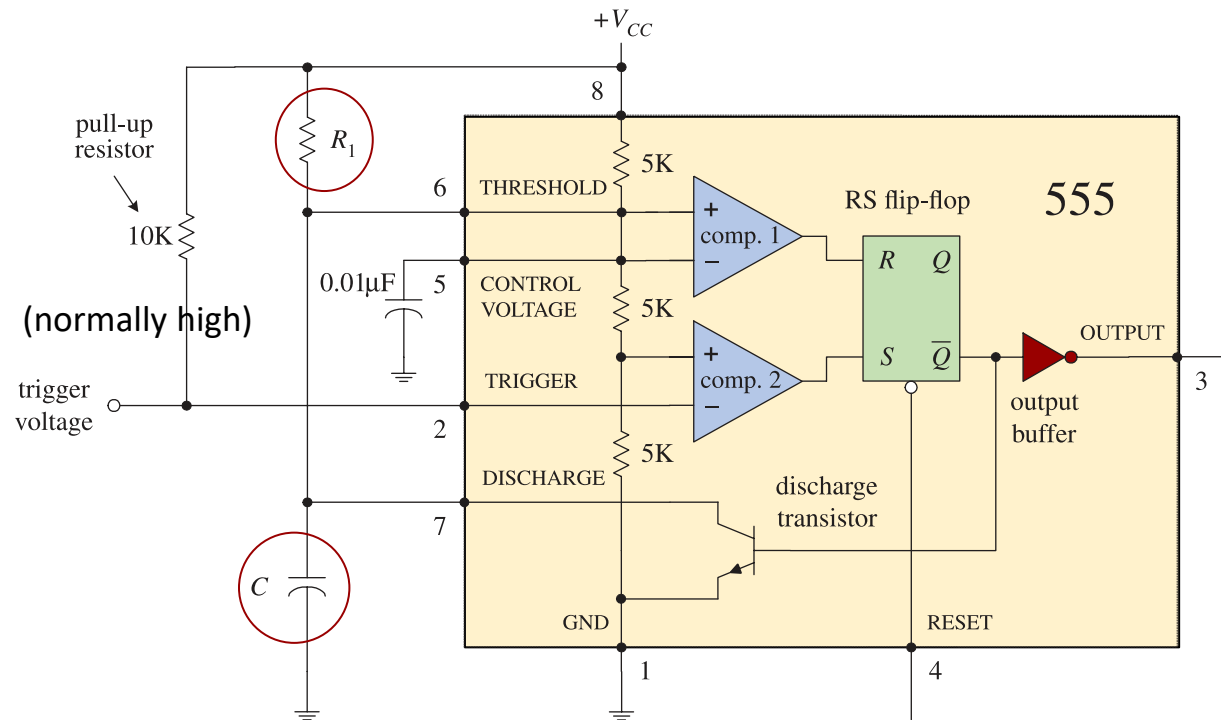 +V_CC
8
pull-up
resistor
R_1
5K
6
THRESHOLD
RS flip-flop
555
+
comp. 1
−
10K
R
Q
0.01µF
5
CONTROL
VOLTAGE
5K
(normally high)
OUTPUT
+
comp. 2
−
S
Q̅
3
TRIGGER
trigger
voltage
2
output
buffer
5K
DISCHARGE
discharge
transistor
7
C
GND
RESET
1
4